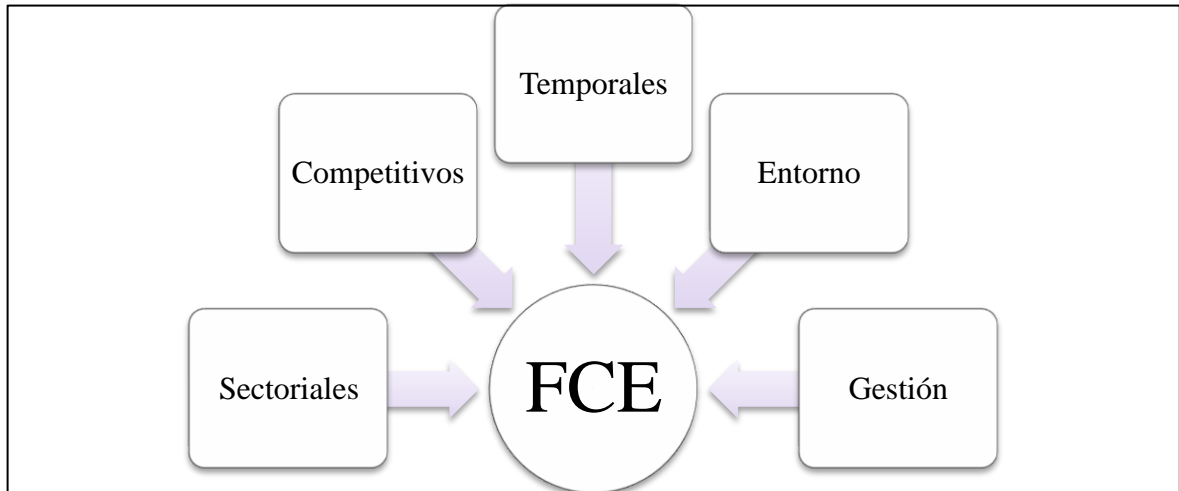 Temporales
Competitivos
Entorno
Sectoriales
FCE
Gestión